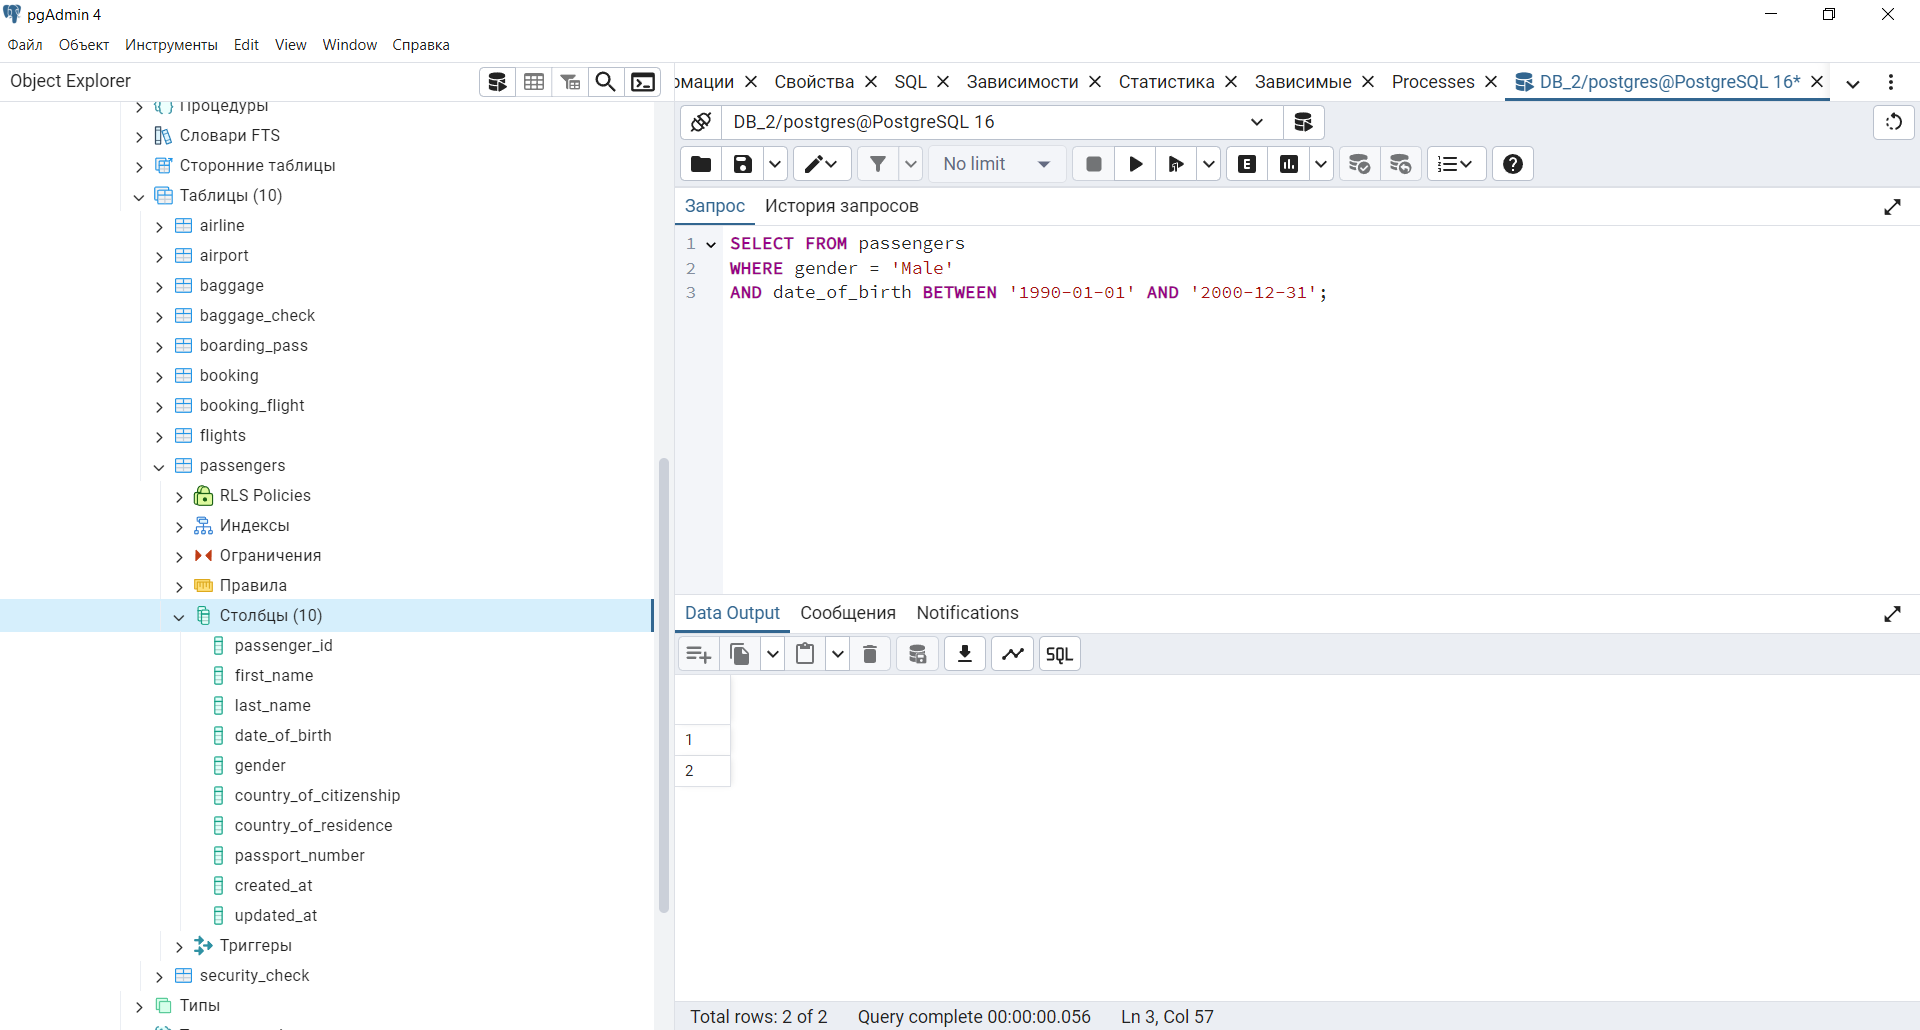 pgAdmin 4
Файл Объект Инструменты Edit View Window Справка
Object Explorer
рмации Свойства SQL Зависимости Статистика Зависимые Processes DB_2/postgres@PostgreSQL 16*
DB_2/postgres@PostgreSQL 16
No limit
E
Запрос История запросов
1 SELECT FROM passengers
2 WHERE gender = 'Male'
3 AND date_of_birth BETWEEN '1990-01-01' AND '2000-12-31';
Процедуры
Словари FTS
Сторонние таблицы
Таблицы (10)
airline
airport
baggage
baggage_check
boarding_pass
booking
booking_flight
flights
passengers
RLS Policies
Индексы
Ограничения
Правила
Столбцы (10)
passenger_id
first_name
last_name
date_of_birth
gender
country_of_citizenship
country_of_residence
passport_number
created_at
updated_at
Триггеры
security_check
Типы
Data Output Сообщения Notifications
SQL
1
2
Total rows: 2 of 2 Query complete 00:00:00.056 Ln 3, Col 57